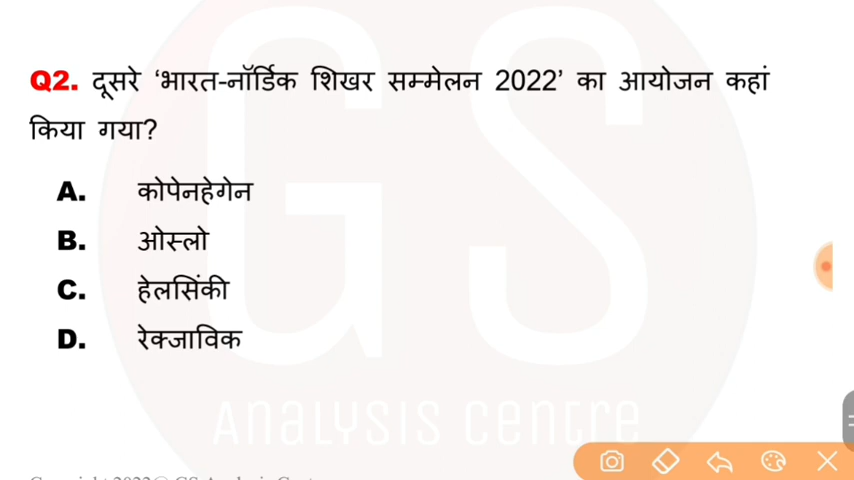 Q2. दूसरे ‘भारत-नॉर्डिक शिखर सम्मेलन 2022’ का आयोजन कहां
किया गया?
A. कोपेनहेगेन
B. ओस्लो
C. हेलसिंकी
D. रेक्जाविक
GS
Analysis Centre